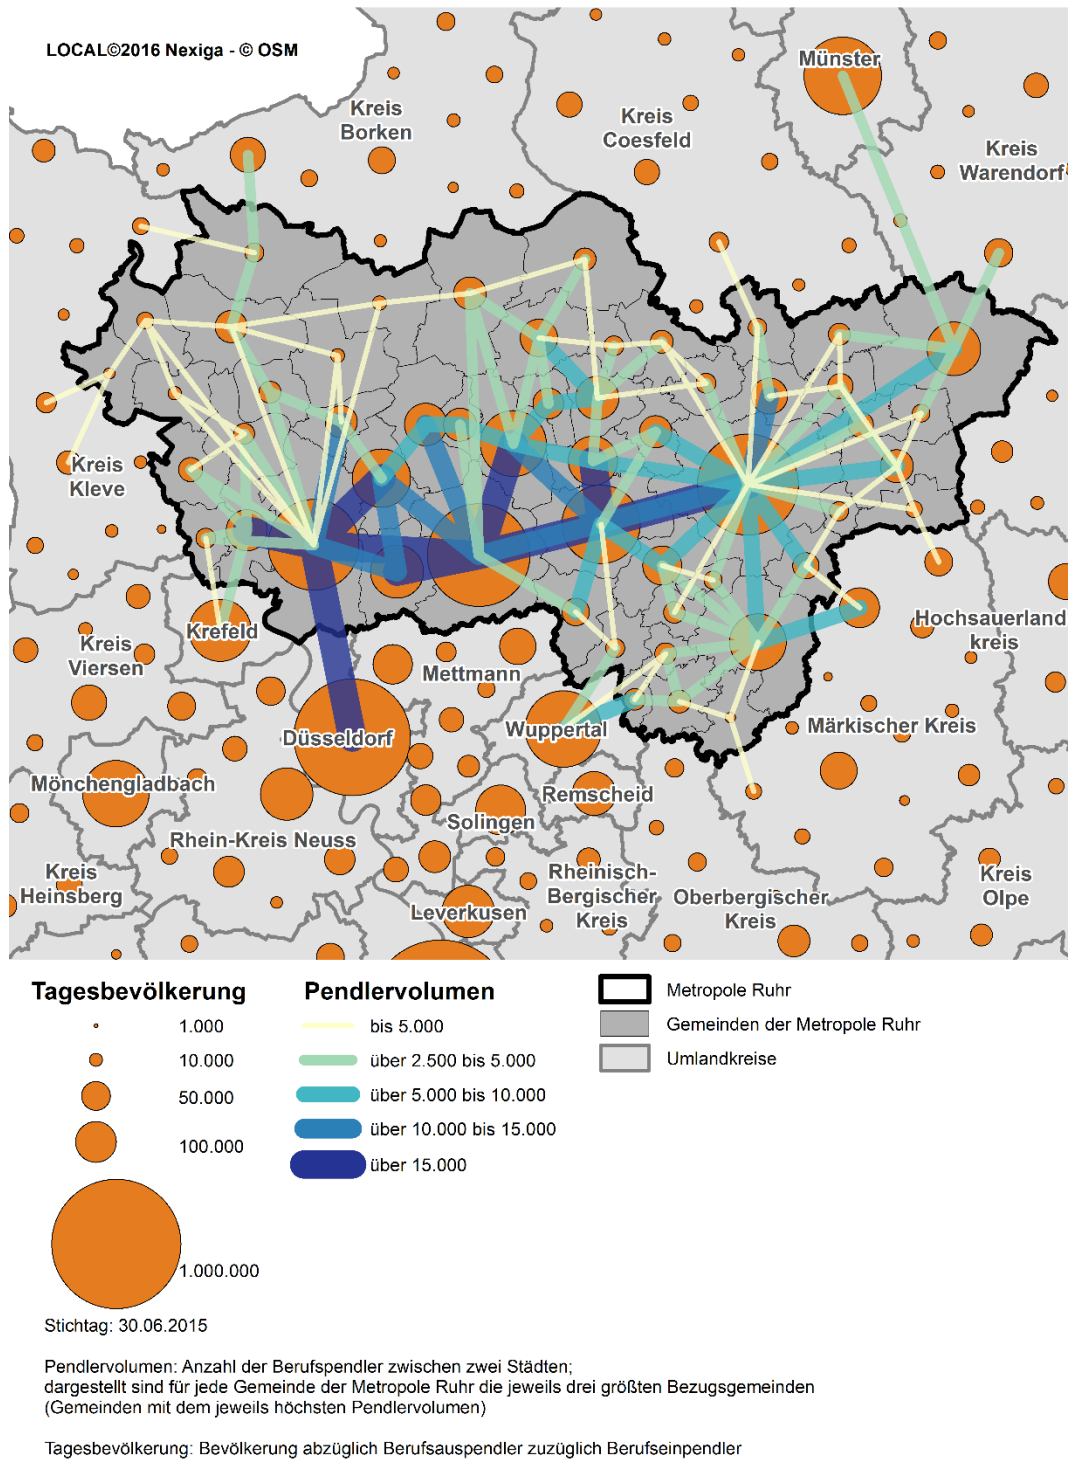 LOCAL©2016 Nexiga - © OSM
Münster
Kreis
Borken
Kreis
Coesfeld
Kreis
Warendorf
Kreis
Kleve
Krefeld
Kreis
Viersen
Mettmann
Hochsauerland
kreis
Düsseldorf
Wuppertal
Märkischer Kreis
Mönchengladbach
Remscheid
Solingen
Rhein-Kreis Neuss
Kreis
Heinsberg
Rheinisch-
Bergischer
Kreis
Oberbergischer
Kreis
Kreis
Olpe
Leverkusen
Tagesbevölkerung
1.000
10.000
50.000
100.000
1.000.000
Pendlervolumen
bis 5.000
über 2.500 bis 5.000
über 5.000 bis 10.000
über 10.000 bis 15.000
über 15.000
Metropole Ruhr
Gemeinden der Metropole Ruhr
Umlandkreise
Stichtag: 30.06.2015
Pendlervolumen: Anzahl der Berufspendler zwischen zwei Städten;
dargestellt sind für jede Gemeinde der Metropole Ruhr die jeweils drei größten Bezugsgemeinden
(Gemeinden mit dem jeweils höchsten Pendlervolumen)
Tagesbevölkerung: Bevölkerung abzüglich Berufsauspendler zuzüglich Berufseinpendler